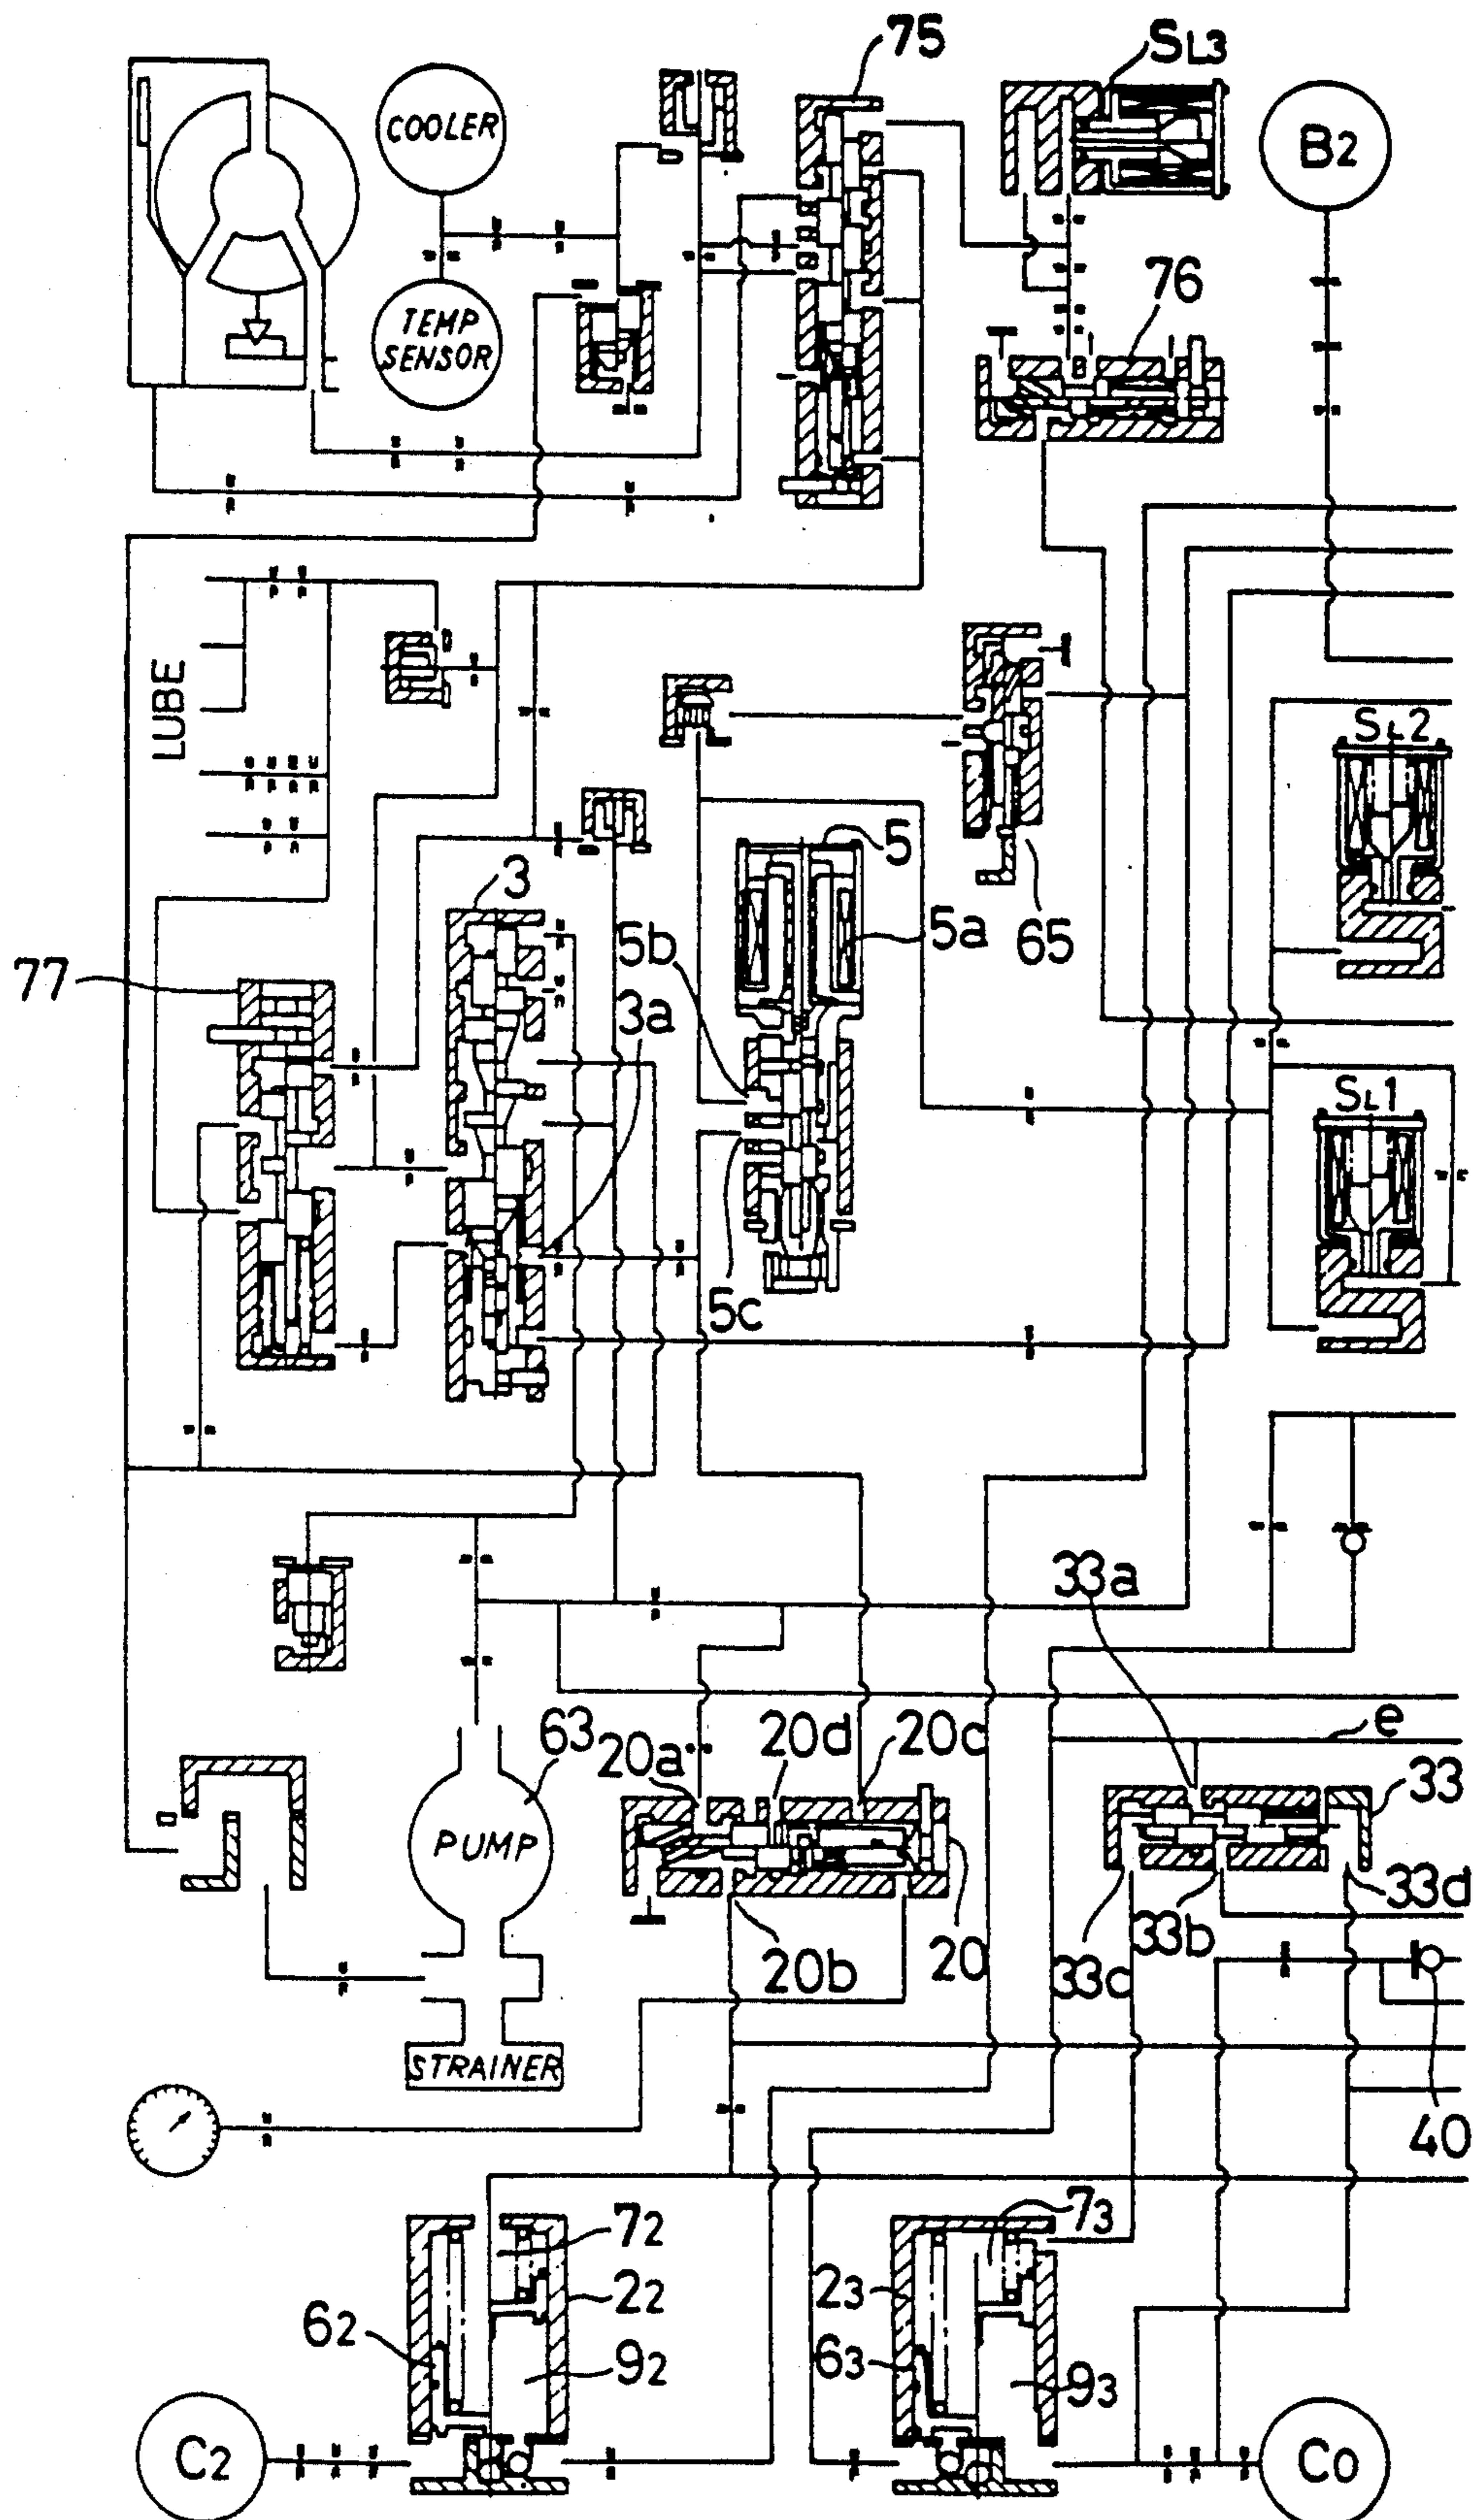 75
SL3
COOLER
B2
TEMP
SENSOR
76
LUBE
SL2
5
3
5b
5a
65
77
3a
SL1
5c
33a
63
20a
20d
20c
e
33
PUMP
33d
33b
20b
20
33c
STRAINER
40
72
73
22
23
62
92
63
93
C2
C0